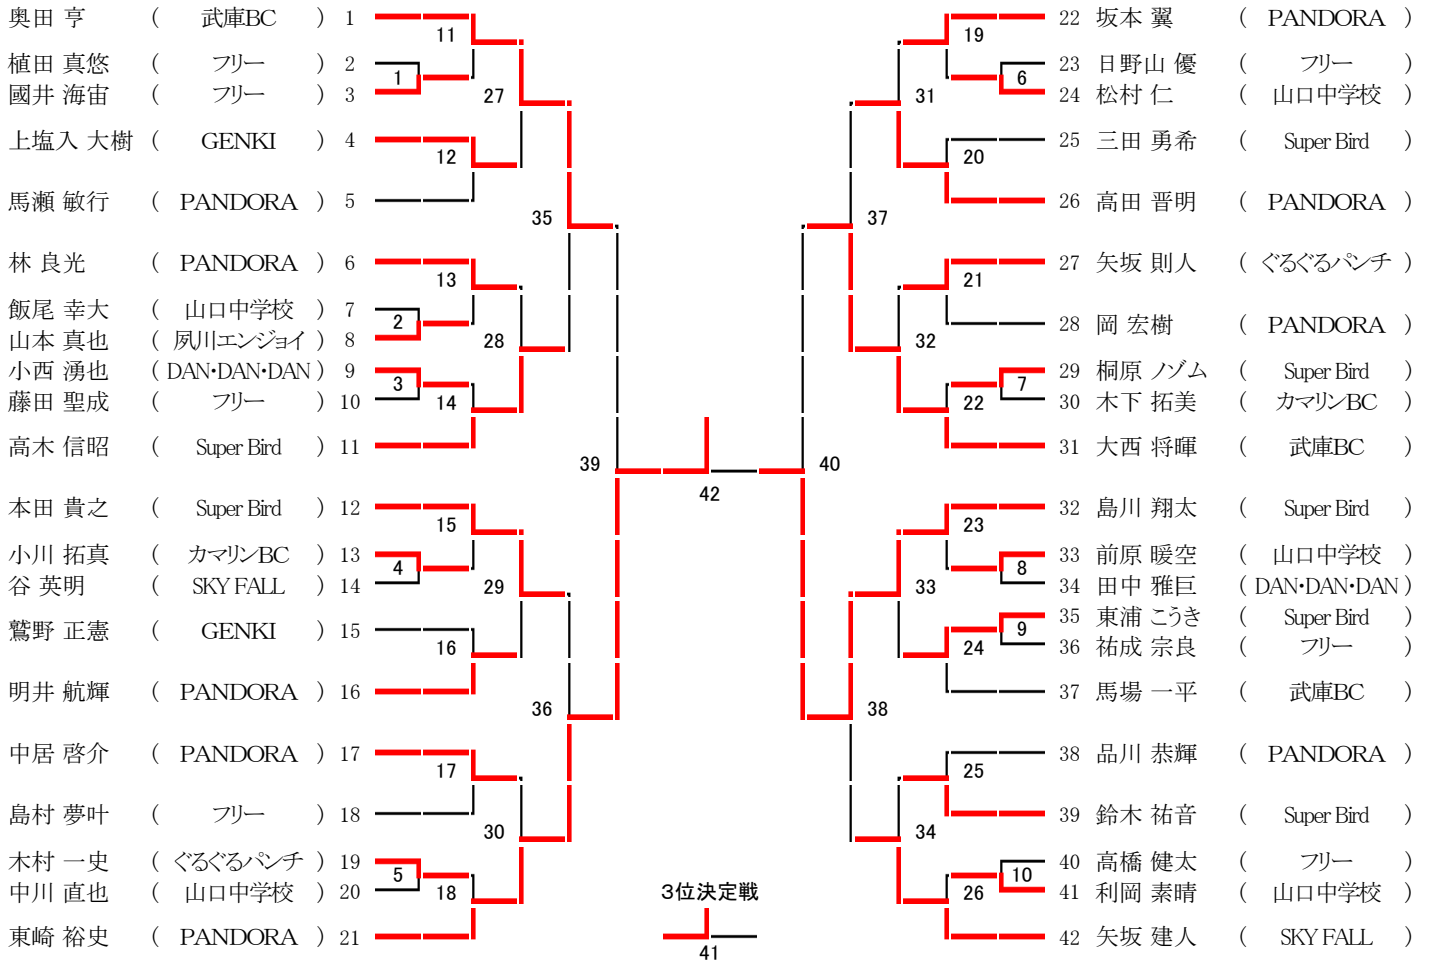 奥田 亨 ( 武庫BC ) 1
植田 真悠 ( フリー ) 2
國井 海宙 ( フリー ) 3
上塩入 大樹 ( GENKI ) 4
馬瀬 敏行 ( PANDORA ) 5
林 良光 ( PANDORA ) 6
飯尾 幸大 ( 山口中学校 ) 7
山本 真也 ( 夙川エンジョイ ) 8
小西 湧也 ( DAN・DAN・DAN ) 9
藤田 聖成 ( フリー ) 10
高木 信昭 ( Super Bird ) 11
本田 貴之 ( Super Bird ) 12
小川 拓真 ( カマリンBC ) 13
谷 英明 ( SKY FALL ) 14
鷲野 正憲 ( GENKI ) 15
明井 航輝 ( PANDORA ) 16
中居 啓介 ( PANDORA ) 17
島村 夢叶 ( フリー ) 18
木村 一史 ( ぐるぐるパンチ ) 19
中川 直也 ( 山口中学校 ) 20
東崎 裕史 ( PANDORA ) 21
11
1
27
12
35
13
2
28
3
14
39
15
4
29
16
36
17
30
5
18
42
3位決定戦
41
19
6
31
20
37
21
32
7
22
40
23
8
33
9
24
38
25
34
10
26
22 坂本 翼 ( PANDORA )
23 日野山 優 ( フリー )
24 松村 仁 ( 山口中学校 )
25 三田 勇希 ( Super Bird )
26 高田 晋明 ( PANDORA )
27 矢坂 則人 ( ぐるぐるパンチ )
28 岡 宏樹 ( PANDORA )
29 桐原 ノゾム ( Super Bird )
30 木下 拓美 ( カマリンBC )
31 大西 将暉 ( 武庫BC )
32 島川 翔太 ( Super Bird )
33 前原 暖空 ( 山口中学校 )
34 田中 雅巨 ( DAN・DAN・DAN )
35 東浦 こうき ( Super Bird )
36 祐成 宗良 ( フリー )
37 馬場 一平 ( 武庫BC )
38 品川 恭輝 ( PANDORA )
39 鈴木 祐音 ( Super Bird )
40 高橋 健太 ( フリー )
41 利岡 素晴 ( 山口中学校 )
42 矢坂 建人 ( SKY FALL )